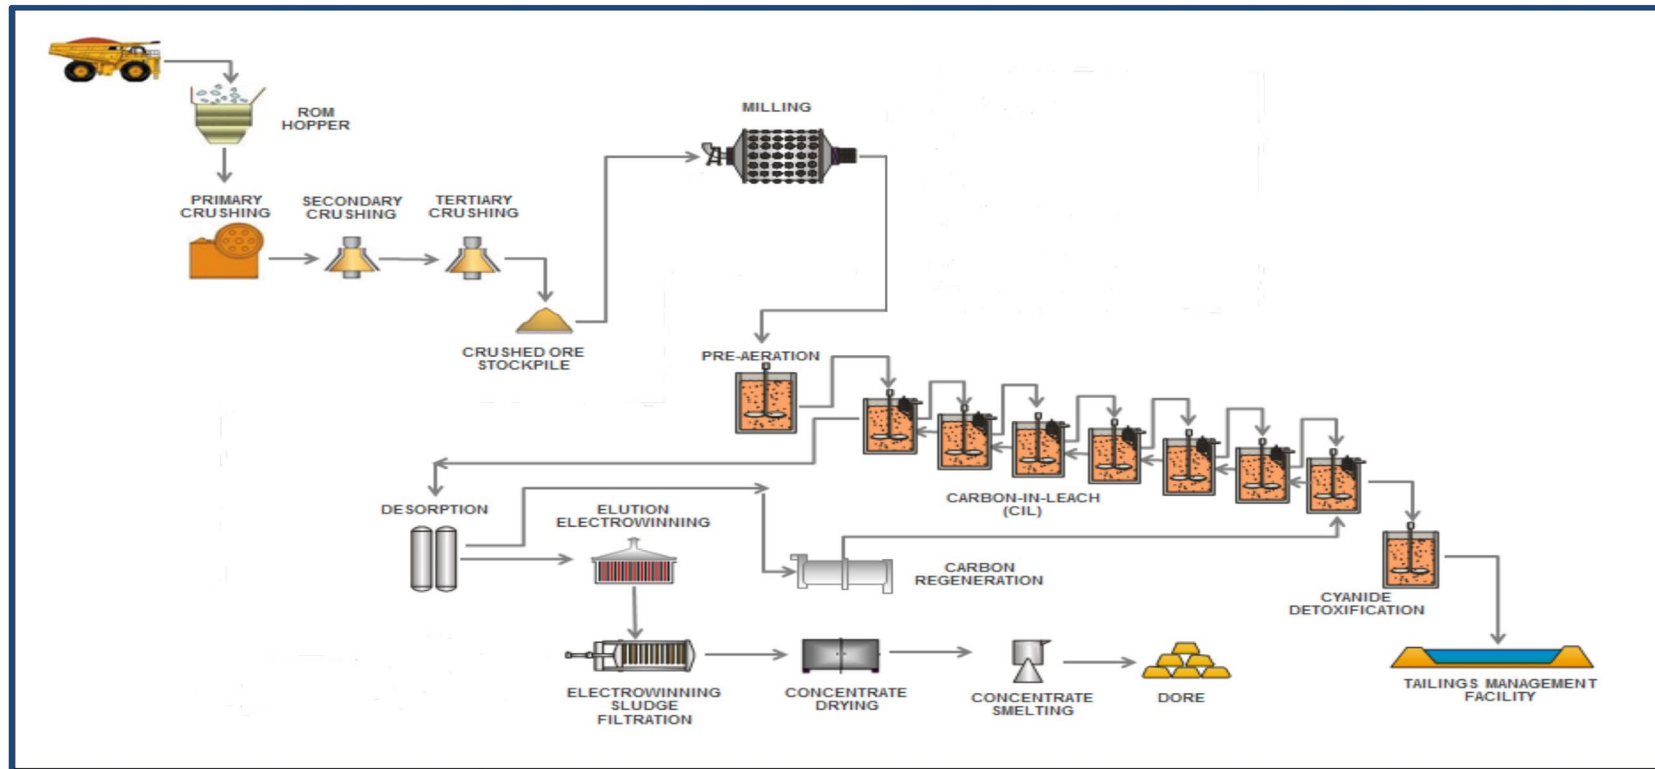 ROM
HOPPER
MILLING
PRIMARY
CRUSHING
SECONDARY
CRUSHING
TERTIARY
CRUSHING
CRUSHED ORE
STOCKPILE
PRE-AERATION
CARBON-IN-LEACH
(CIL)
DESORPTION
ELUTION
ELECTROWINNING
CARBON
REGENERATION
CYANIDE
DETOXIFICATION
ELECTROWINNING
SLUDGE
FILTRATION
CONCENTRATE
DRYING
CONCENTRATE
SMELTING
DORE
TAILINGS MANAGEMENT
FACILITY